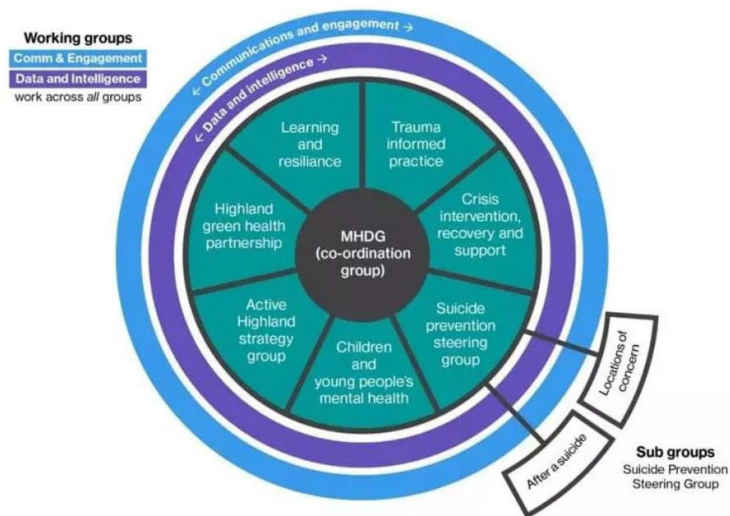 Working groups
Comm & Engagement
Data and Intelligence
work across all groups
← Communications and engagement →
← Data and intelligence →
Learning
and
resiliance
Trauma
informed
practice
Highland
green health
partnership
MHDG
(co-ordination
group)
Crisis
intervention,
recovery and
support
Active
Highland
strategy
group
Children
and
young people's
mental health
Suicide
prevention
steering
group
Locations of
concern
After a suicide
Sub groups
Suicide Prevention
Steering Group